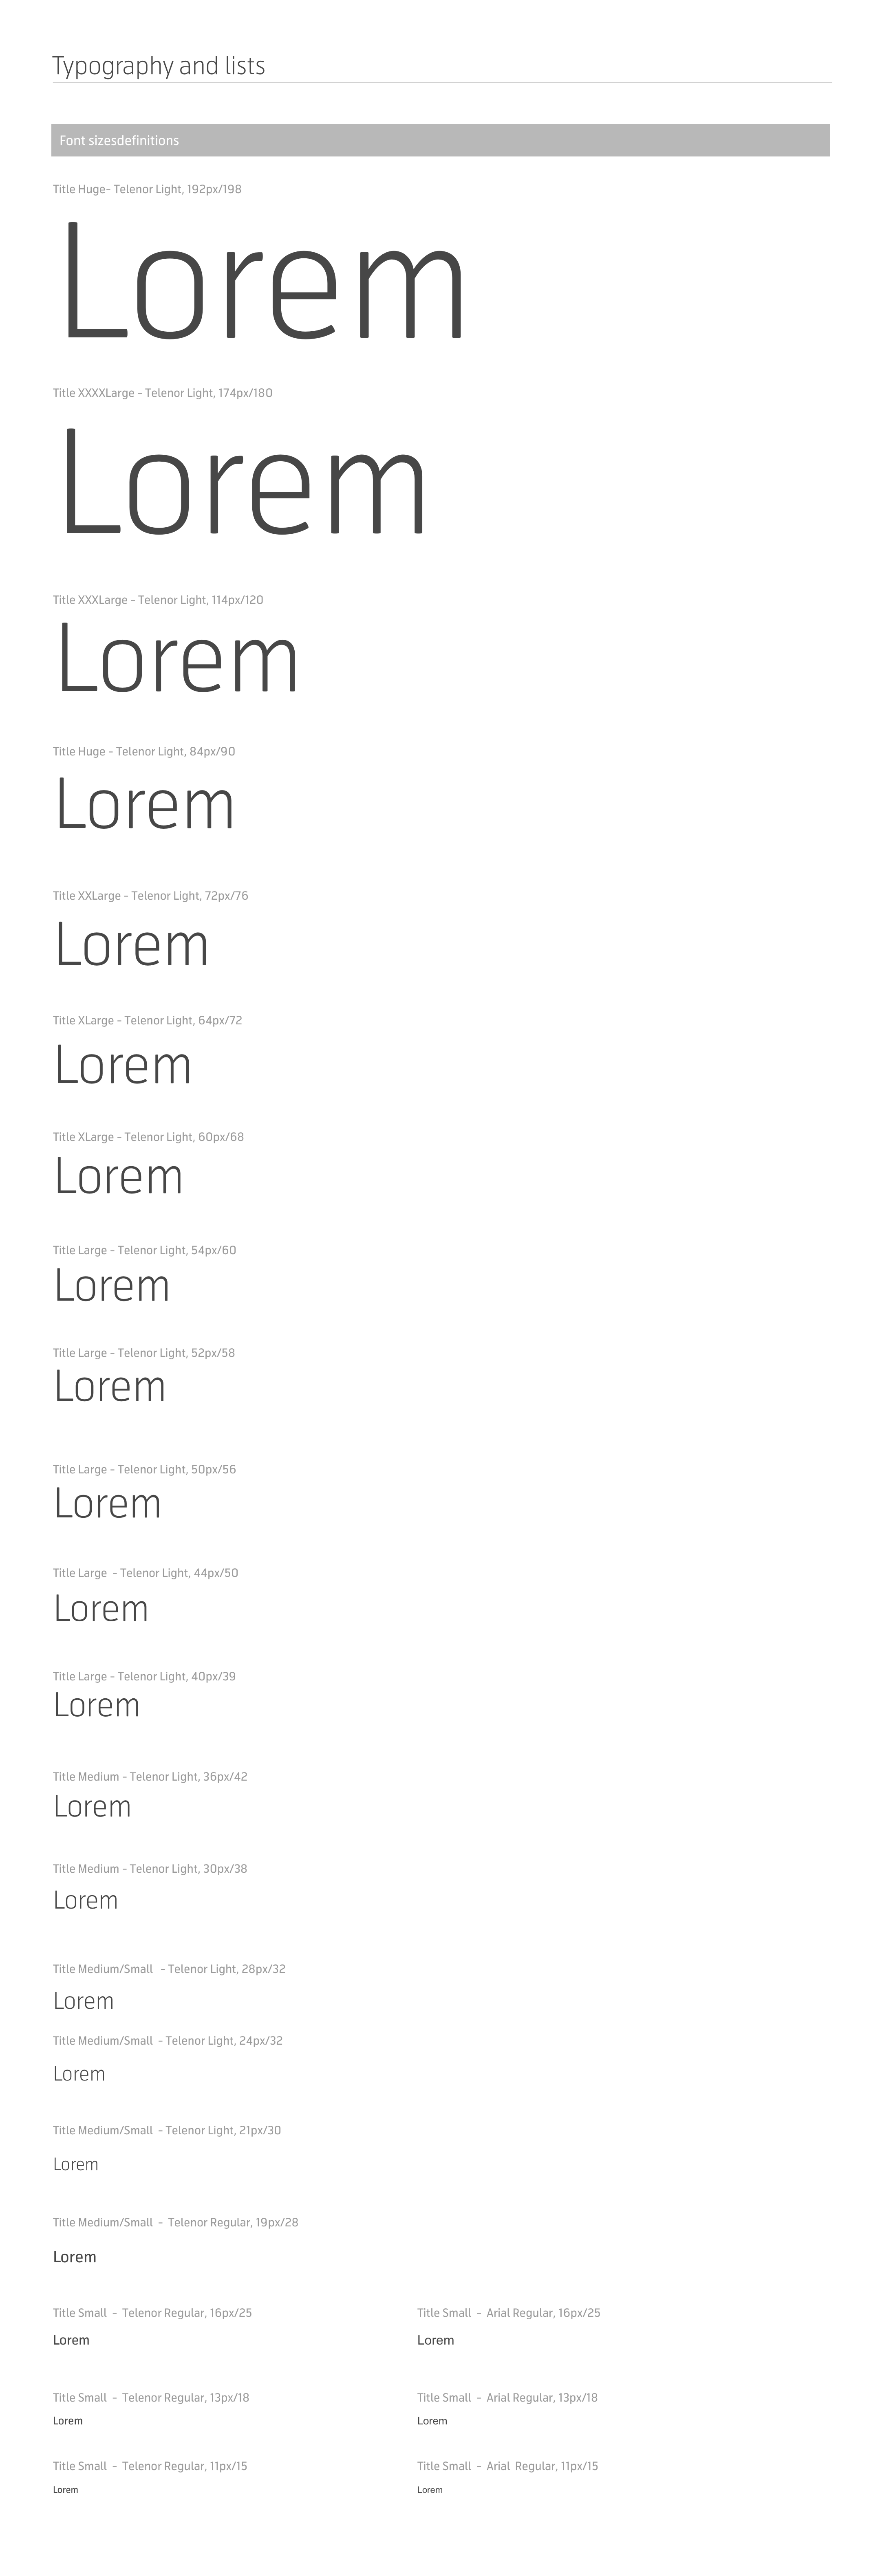 Typography and lists
Font sizesdefinitions
Title Huge- Telenor Light, 192px/198
Lorem
Title XXXXLarge - Telenor Light, 174px/180
Lorem
Title XXXLarge - Telenor Light, 114px/120
Lorem
Title Huge - Telenor Light, 84px/90
Lorem
Title XXLarge - Telenor Light, 72px/76
Lorem
Title XLarge - Telenor Light, 64px/72
Lorem
Title XLarge - Telenor Light, 60px/68
Lorem
Title Large - Telenor Light, 54px/60
Lorem
Title Large - Telenor Light, 52px/58
Lorem
Title Large - Telenor Light, 50px/56
Lorem
Title Large  - Telenor Light, 44px/50
Lorem
Title Large - Telenor Light, 40px/39
Lorem
Title Medium - Telenor Light, 36px/42
Lorem
Title Medium - Telenor Light, 30px/38
Lorem
Title Medium/Small  - Telenor Light, 28px/32
Lorem
Title Medium/Small  - Telenor Light, 24px/32
Lorem
Title Medium/Small  - Telenor Light, 21px/30
Lorem
Title Medium/Small  -  Telenor Regular, 19px/28
Lorem
Title Small  -  Telenor Regular, 16px/25
Title Small  -  Arial Regular, 16px/25
Lorem
Lorem
Title Small  -  Telenor Regular, 13px/18
Title Small  -  Arial Regular, 13px/18
Lorem
Lorem
Title Small  -  Telenor Regular, 11px/15
Title Small  -  Arial  Regular, 11px/15
Lorem
Lorem